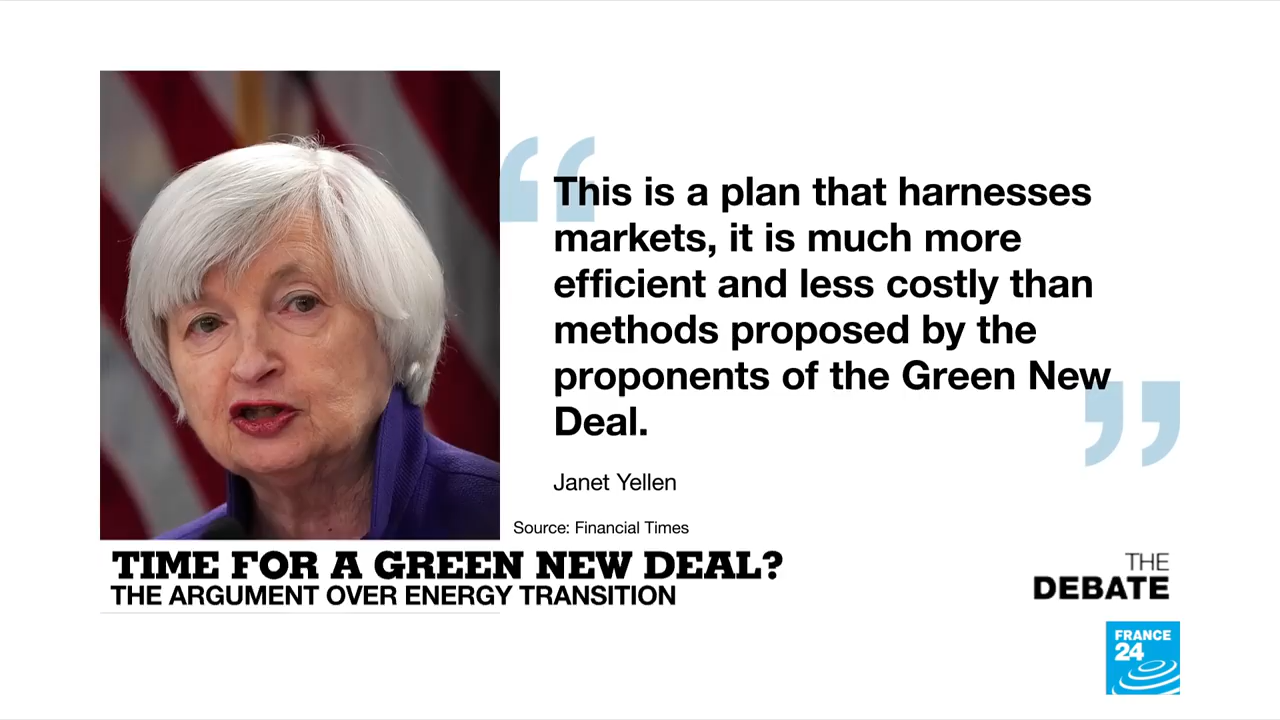 This is a plan that harnesses
markets, it is much more
efficient and less costly than
methods proposed by the
proponents of the Green New
Deal.
Janet Yellen
Source: Financial Times
TIME FOR A GREEN NEW DEAL?
THE ARGUMENT OVER ENERGY TRANSITION
THE
DEBATE
FRANCE
24